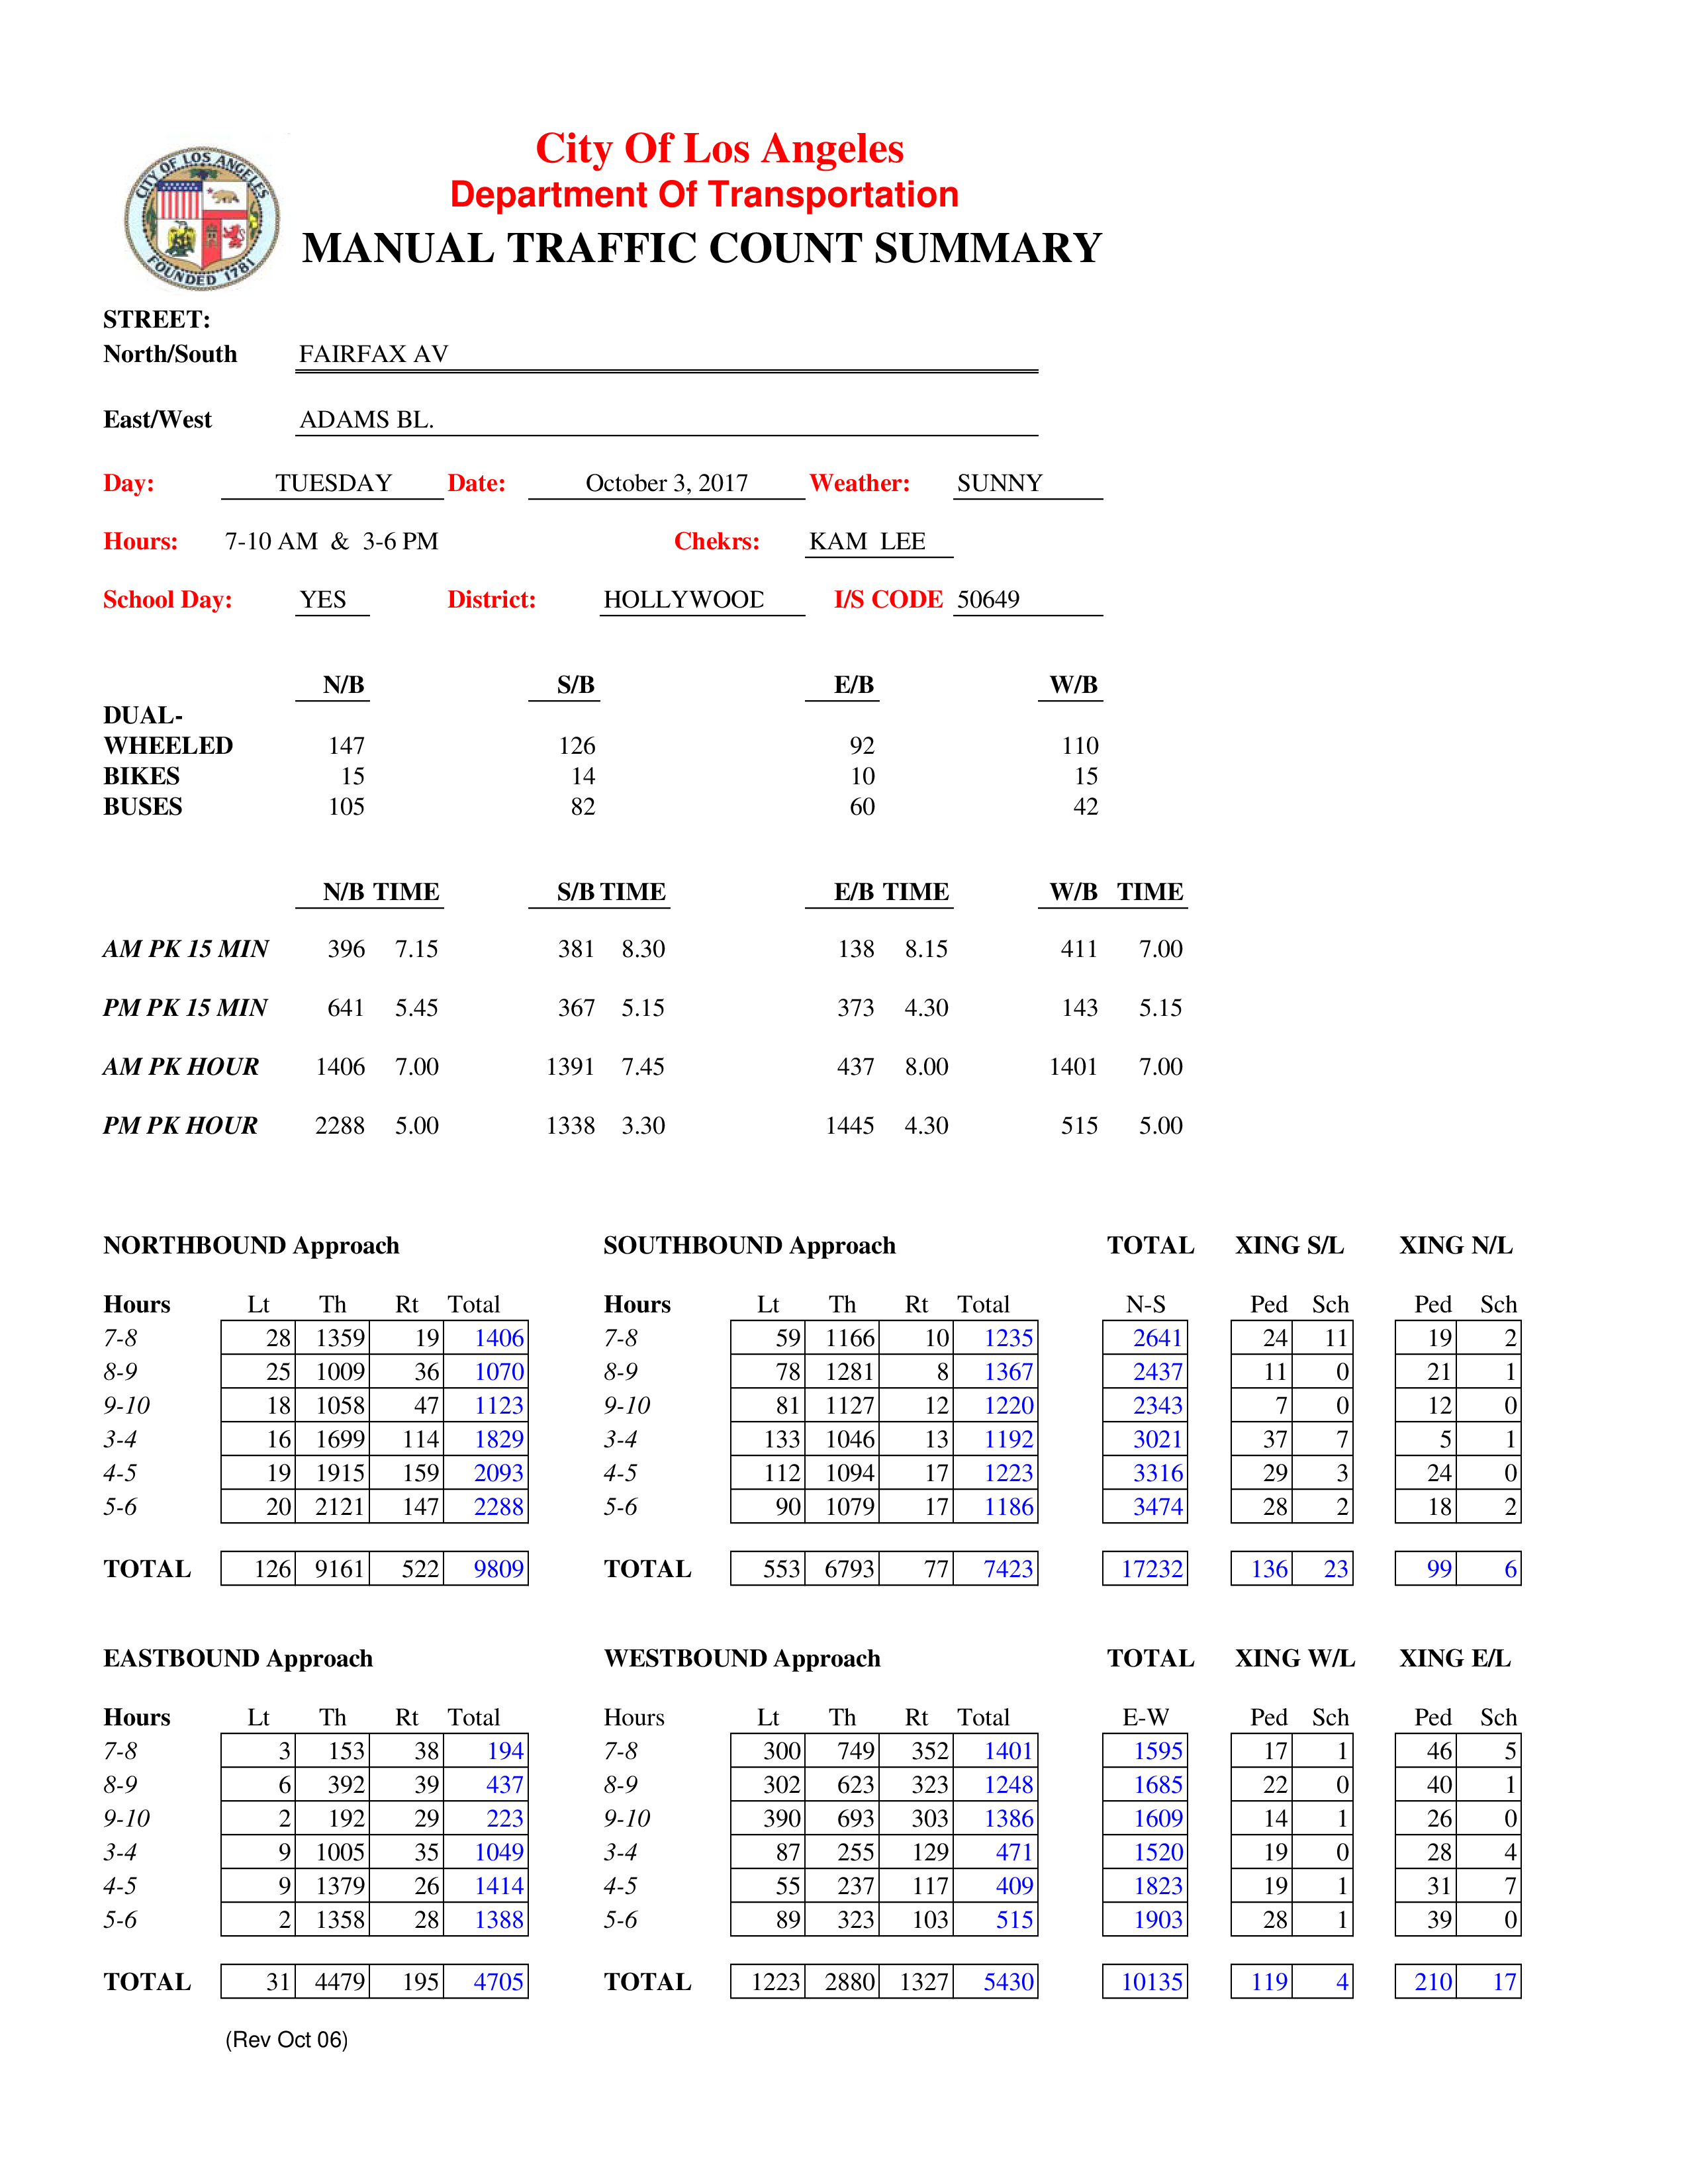 City Of Los Angeles
Department Of Transportation
MANUAL TRAFFIC COUNT SUMMARY
CITY OF LOS ANGELES
FOUNDED 1781
STREET:
North/South FAIRFAX AV
East/West ADAMS BL.
Day: TUESDAY Date: October 3, 2017 Weather: SUNNY
Hours: 7-10 AM & 3-6 PM Chekrs: KAM LEE
School Day: YES District: HOLLYWOOD I/S CODE 50649
N/B S/B E/B W/B
DUAL-
WHEELED 147 126 92 110
BIKES 15 14 10 15
BUSES 105 82 60 42
N/B TIME S/B TIME E/B TIME W/B TIME
AM PK 15 MIN 396 7.15 381 8.30 138 8.15 411 7.00
PM PK 15 MIN 641 5.45 367 5.15 373 4.30 143 5.15
AM PK HOUR 1406 7.00 1391 7.45 437 8.00 1401 7.00
PM PK HOUR 2288 5.00 1338 3.30 1445 4.30 515 5.00
NORTHBOUND Approach SOUTHBOUND Approach TOTAL XING S/L XING N/L
Hours Lt Th Rt Total Hours Lt Th Rt Total N-S Ped Sch Ped Sch
7-8 28 1359 19 1406 7-8 59 1166 10 1235 2641 24 11 19 2
8-9 25 1009 36 1070 8-9 78 1281 8 1367 2437 11 0 21 1
9-10 18 1058 47 1123 9-10 81 1127 12 1220 2343 7 0 12 0
3-4 16 1699 114 1829 3-4 133 1046 13 1192 3021 37 7 5 1
4-5 19 1915 159 2093 4-5 112 1094 17 1223 3316 29 3 24 0
5-6 20 2121 147 2288 5-6 90 1079 17 1186 3474 28 2 18 2
TOTAL 126 9161 522 9809 TOTAL 553 6793 77 7423 17232 136 23 99 6
EASTBOUND Approach WESTBOUND Approach TOTAL XING W/L XING E/L
Hours Lt Th Rt Total Hours Lt Th Rt Total E-W Ped Sch Ped Sch
7-8 3 153 38 194 7-8 300 749 352 1401 1595 17 1 46 5
8-9 6 392 39 437 8-9 302 623 323 1248 1685 22 0 40 1
9-10 2 192 29 223 9-10 390 693 303 1386 1609 14 1 26 0
3-4 9 1005 35 1049 3-4 87 255 129 471 1520 19 0 28 4
4-5 9 1379 26 1414 4-5 55 237 117 409 1823 19 1 31 7
5-6 2 1358 28 1388 5-6 89 323 103 515 1903 28 1 39 0
TOTAL 31 4479 195 4705 TOTAL 1223 2880 1327 5430 10135 119 4 210 17
(Rev Oct 06)